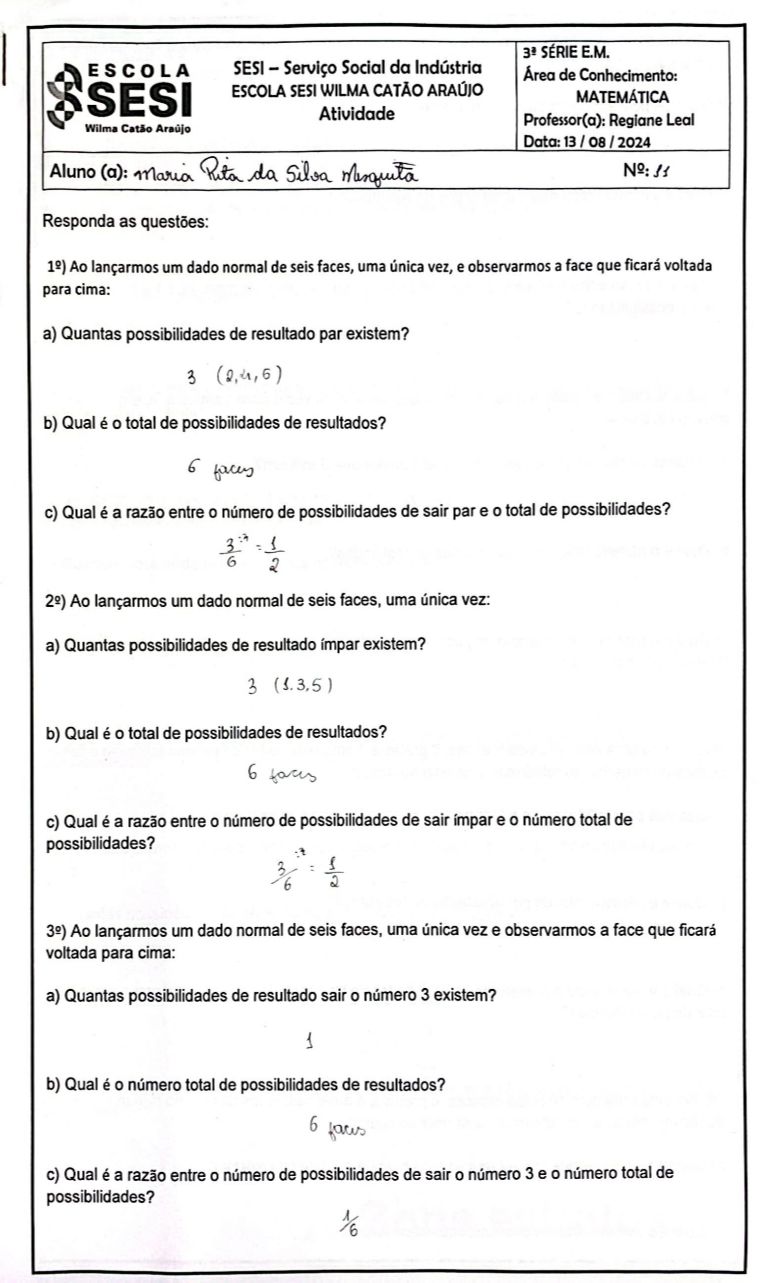 ESCOLA
SESI
Wilma Catão Araújo
SESI – Serviço Social da Indústria
ESCOLA SESI WILMA CATÃO ARAÚJO
Atividade
3ª SÉRIE E.M.
Área de Conhecimento:
MATEMÁTICA
Professor(a): Regiane Leal
Data: 13 / 08 / 2024
Aluno (a): Maria Rita da Silva Mesquita Nº: 11
Responda as questões:
1º) Ao lançarmos um dado normal de seis faces, uma única vez, e observarmos a face que ficará voltada
para cima:
a) Quantas possibilidades de resultado par existem?
3 (2,4,6)
b) Qual é o total de possibilidades de resultados?
6 faces
c) Qual é a razão entre o número de possibilidades de sair par e o total de possibilidades?
3/6 = 1/2
2º) Ao lançarmos um dado normal de seis faces, uma única vez:
a) Quantas possibilidades de resultado ímpar existem?
3 (1.3.5)
b) Qual é o total de possibilidades de resultados?
6 faces
c) Qual é a razão entre o número de possibilidades de sair ímpar e o número total de
possibilidades?
3/6 = 1/2
3º) Ao lançarmos um dado normal de seis faces, uma única vez e observarmos a face que ficará
voltada para cima:
a) Quantas possibilidades de resultado sair o número 3 existem?
1
b) Qual é o número total de possibilidades de resultados?
6 faces
c) Qual é a razão entre o número de possibilidades de sair o número 3 e o número total de
possibilidades?
1/6